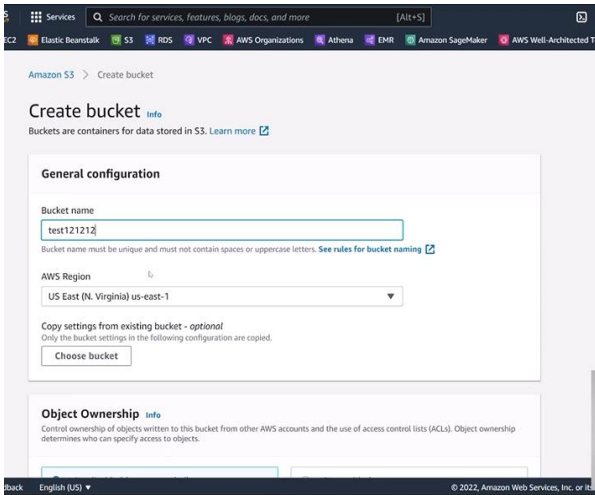 Services
Search for services, features, blogs, docs, and more [Alt+S]
EC2 Elastic Beanstalk S3 RDS VPC AWS Organizations Athena EMR Amazon SageMaker AWS Well-Architected T
Amazon S3 > Create bucket
Create bucket Info
Buckets are containers for data stored in S3. Learn more
General configuration
Bucket name
test121212
Bucket name must be unique and must not contain spaces or uppercase letters. See rules for bucket naming
AWS Region
US East (N. Virginia) us-east-1
Copy settings from existing bucket - optional
Only the bucket settings in the following configuration are copied.
Choose bucket
Object Ownership Info
Control ownership of objects written to this bucket from other AWS accounts and the use of access control lists (ACLs). Object ownership
determines who can specify access to objects.
dback English (US) © 2022, Amazon Web Services, Inc. or its